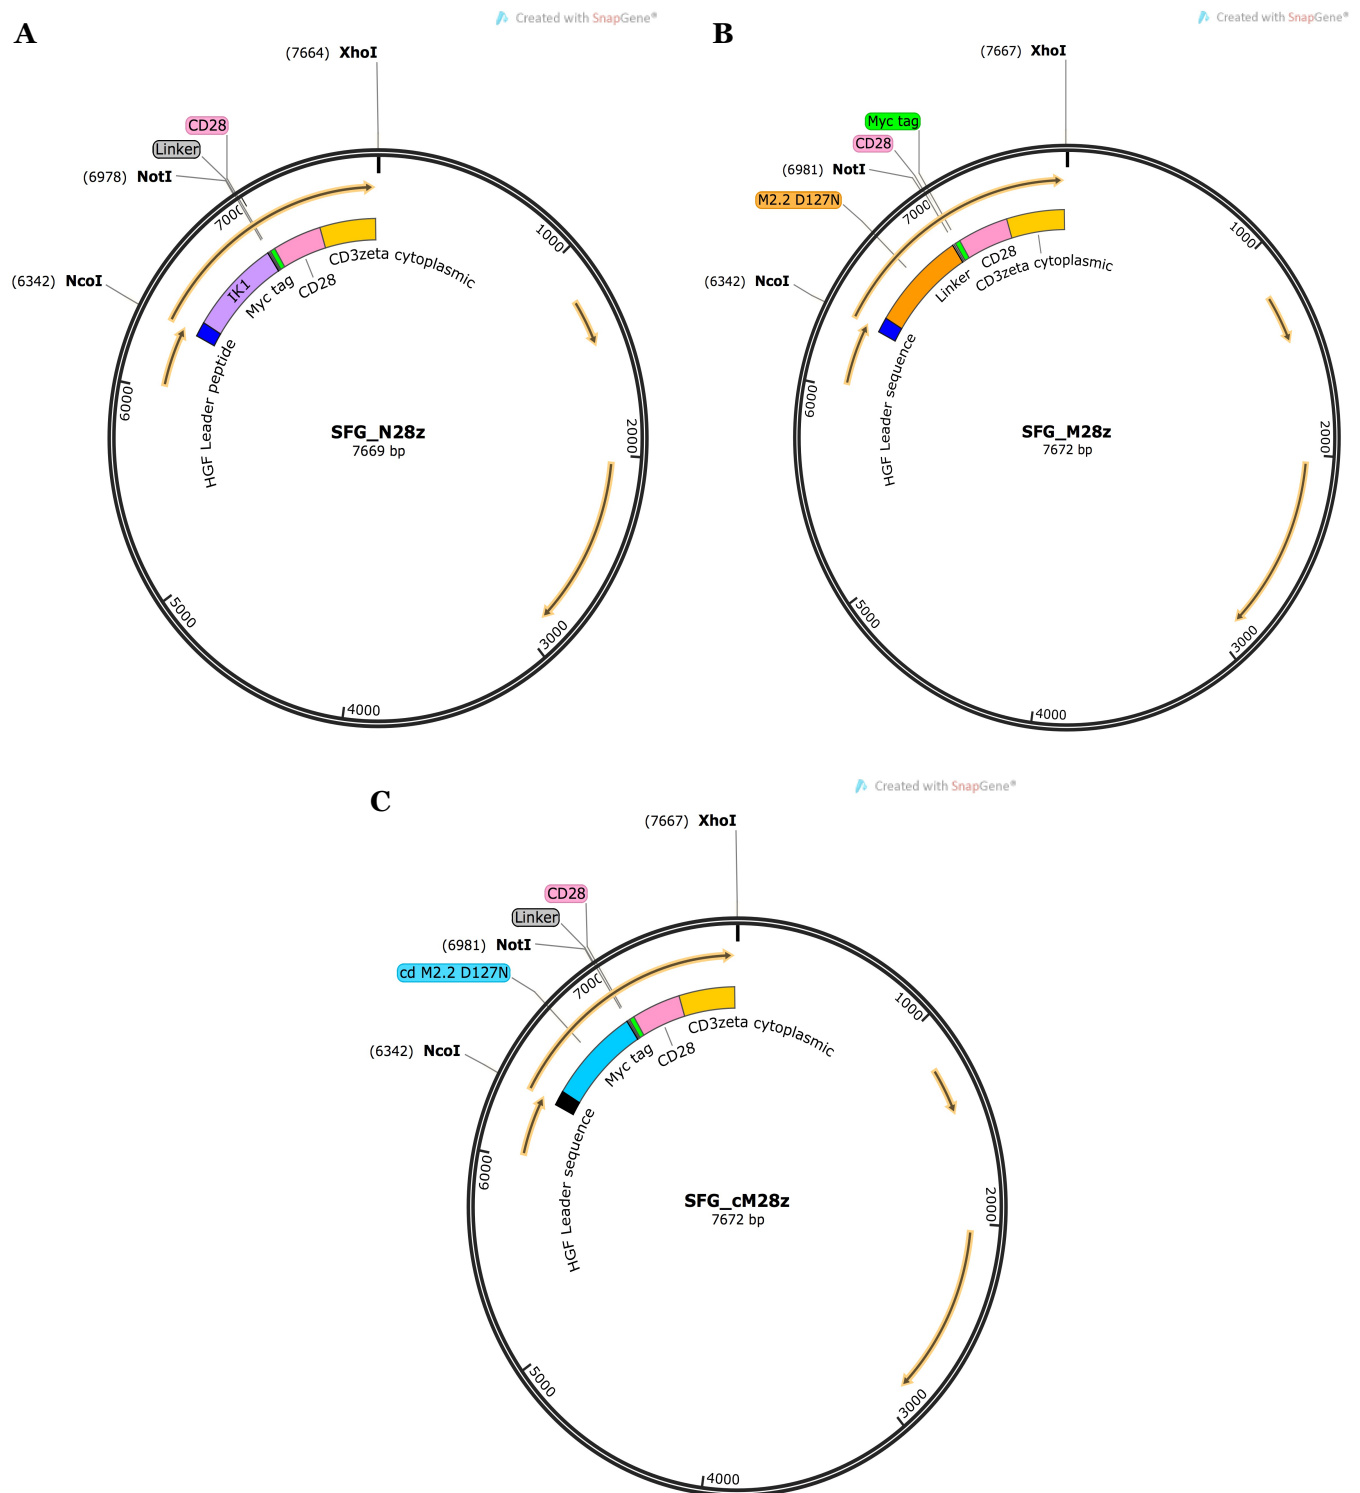 A
Created with SnapGene®
(7664) XhoI
CD28
Linker
(6978) NotI
7000
(6342) NcoI
1000
IK1
Myc tag
CD28
CD3zeta cytoplasmic
HGF Leader peptide
6000
2000
SFG_N28z
7669 bp
5000
3000
4000
B
Created with SnapGene®
(7667) XhoI
Myc tag
CD28
(6981) NotI
M2.2 D127N
7000
(6342) NcoI
1000
Linker
CD28
CD3zeta cytoplasmic
HGF Leader sequence
6000
2000
SFG_M28z
7672 bp
5000
3000
4000
C
Created with SnapGene®
(7667) XhoI
CD28
Linker
(6981) NotI
cd M2.2 D127N
7000
(6342) NcoI
1000
Myc tag
CD28
CD3zeta cytoplasmic
HGF Leader sequence
6000
2000
SFG_cM28z
7672 bp
5000
3000
4000